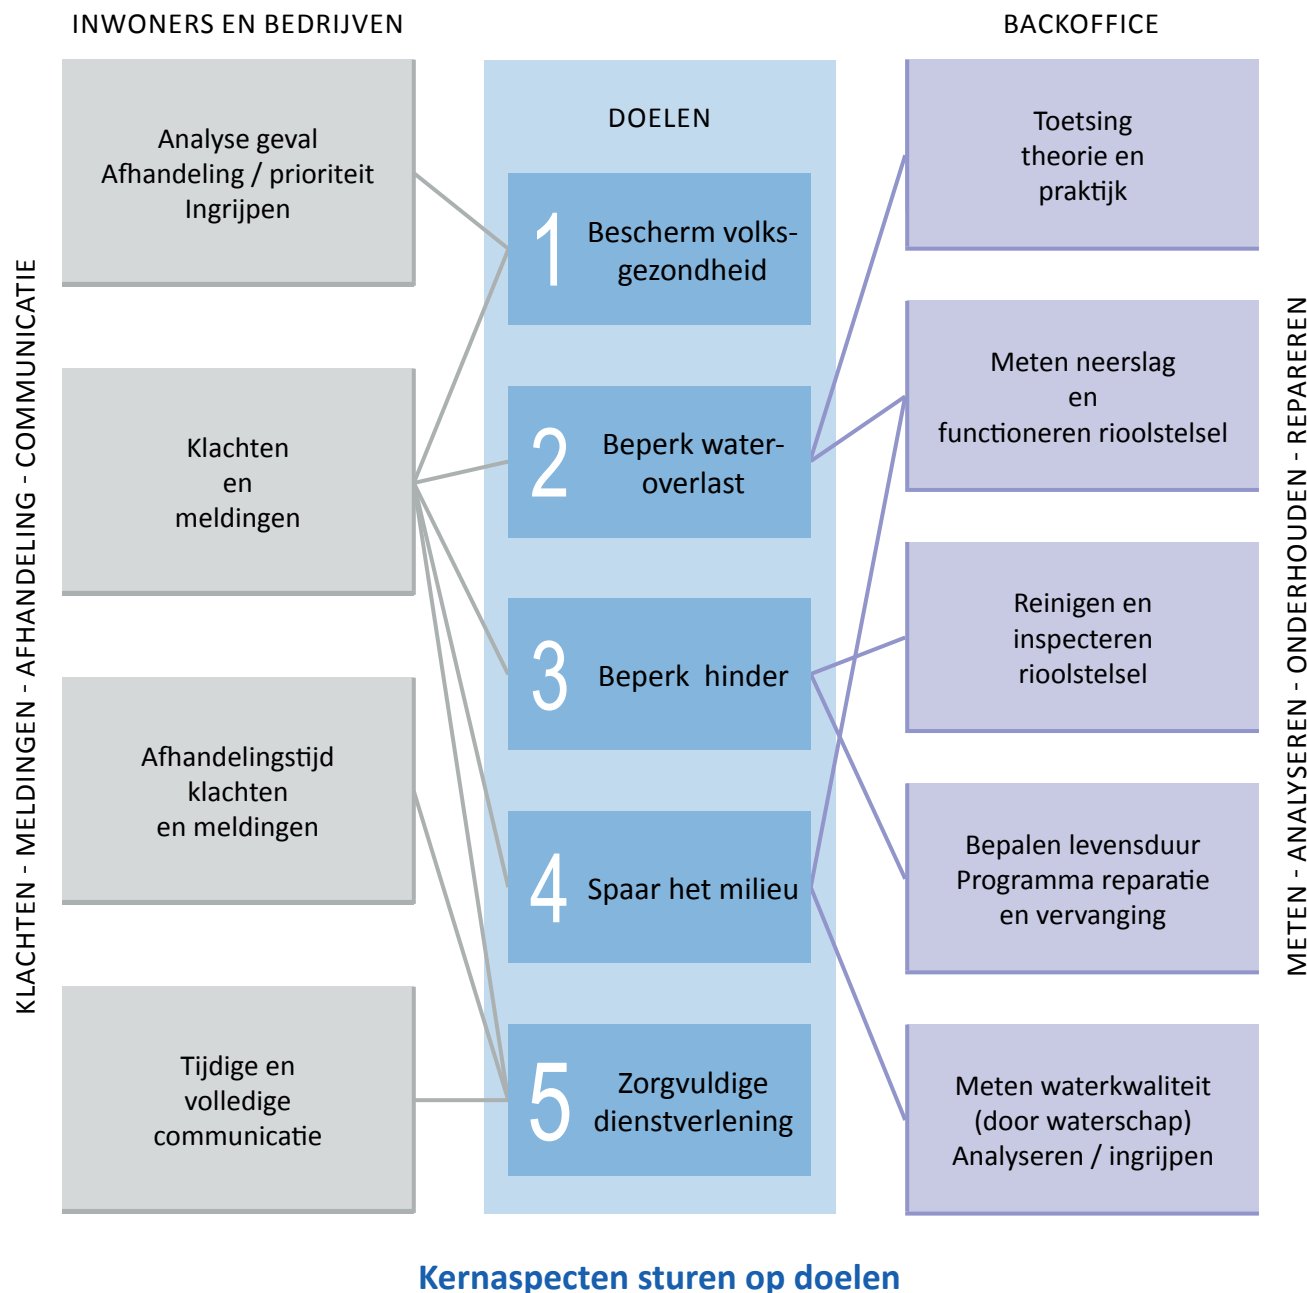 INWONERS EN BEDRIJVEN
BACKOFFICE
KLACHTEN - MELDINGEN - AFHANDELING - COMMUNICATIE
Analyse geval
Afhandeling / prioriteit
Ingrijpen
Klachten
en
meldingen
Afhandelingstijd
klachten
en meldingen
Tijdige en
volledige
communicatie
DOELEN
1
Bescherm volks-
gezondheid
2
Beperk water-
overlast
3
Beperk  hinder
4
Spaar het milieu
5
Zorgvuldige
dienstverlening
Toetsing
theorie en
praktijk
Meten neerslag
en
functioneren rioolstelsel
Reinigen en
inspecteren
rioolstelsel
Bepalen levensduur
Programma reparatie
en vervanging
Meten waterkwaliteit
(door waterschap)
Analyseren / ingrijpen
METEN - ANALYSEREN - ONDERHOUDEN - REPAREREN
Kernaspecten sturen op doelen